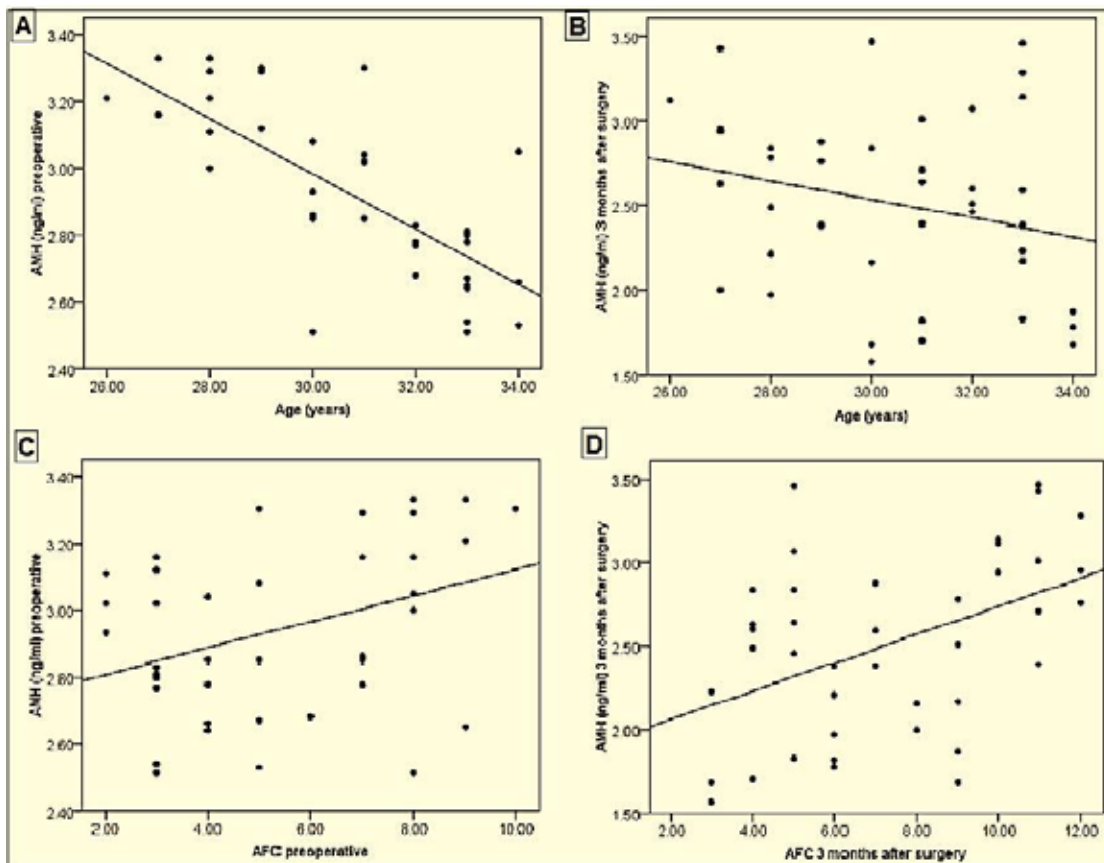 A
AMH (ng/ml) preoperative
3.40
3.20
3.00
2.80
2.60
2.40
26.00 28.00 30.00 32.00 34.00
Age (years)
B
AMH (ng/ml) 3 months after surgery
3.50
3.00
2.50
2.00
1.50
26.00 28.00 30.00 32.00 34.00
Age (years)
C
AMH (ng/ml) preoperative
3.40
3.20
3.00
2.80
2.60
2.40
2.00 4.00 6.00 8.00 10.00
AFC preoperative
D
AMH (ng/ml) 3 months after surgery
3.50
3.00
2.50
2.00
1.50
2.00 4.00 6.00 8.00 10.00 12.00
AFC 3 months after surgery